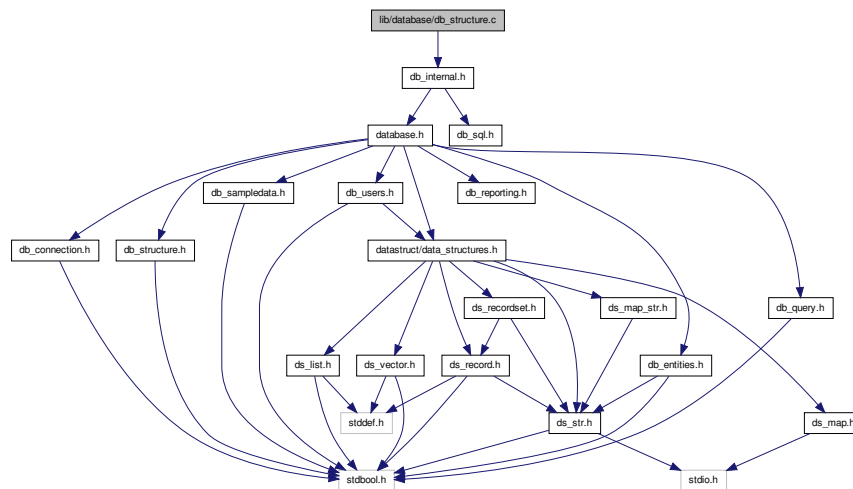 lib/database/db_structure.c
db_internal.h
database.h
db_sql.h
db_sampledata.h
db_users.h
db_reporting.h
db_connection.h
db_structure.h
datastruct/data_structures.h
ds_recordset.h
ds_map_str.h
db_query.h
ds_list.h
ds_vector.h
ds_record.h
db_entities.h
stddef.h
ds_str.h
ds_map.h
stdbool.h
stdio.h